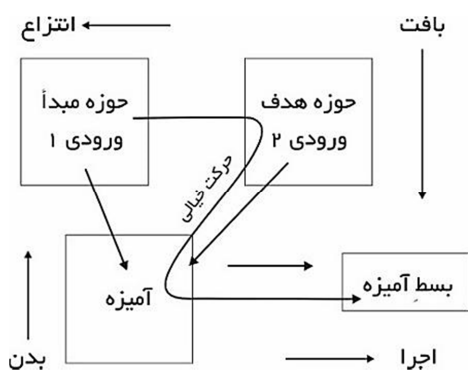 بافت
انتزاع
حوزه هدف
ورودی ۲
حوزه مبدأ
ورودی ۱
حرکت خیالی
آمیزه
بسطِ آمیزه
اجرا
بدن